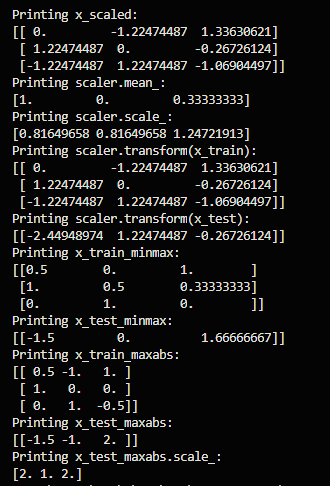 Printing x_scaled:
[[ 0.         -1.22474487  1.33630621]
 [ 1.22474487  0.         -0.26726124]
 [-1.22474487  1.22474487 -1.06904497]]
Printing scaler.mean_:
[1.         0.         0.33333333]
Printing scaler.scale_:
[0.81649658 0.81649658 1.24721913]
Printing scaler.transform(x_train):
[[ 0.         -1.22474487  1.33630621]
 [ 1.22474487  0.         -0.26726124]
 [-1.22474487  1.22474487 -1.06904497]]
Printing scaler.transform(x_test):
[[-2.44948974  1.22474487 -0.26726124]]
Printing x_train_minmax:
[[0.5        0.         1.        ]
 [1.         0.5        0.33333333]
 [0.         1.         0.        ]]
Printing x_test_minmax:
[[-1.5         0.          1.66666667]]
Printing x_train_maxabs:
[[ 0.5 -1.   1. ]
 [ 1.   0.   0. ]
 [ 0.   1.  -0.5]]
Printing x_test_maxabs:
[[-1.5 -1.   2. ]]
Printing x_test_maxabs.scale_:
[2. 1. 2.]